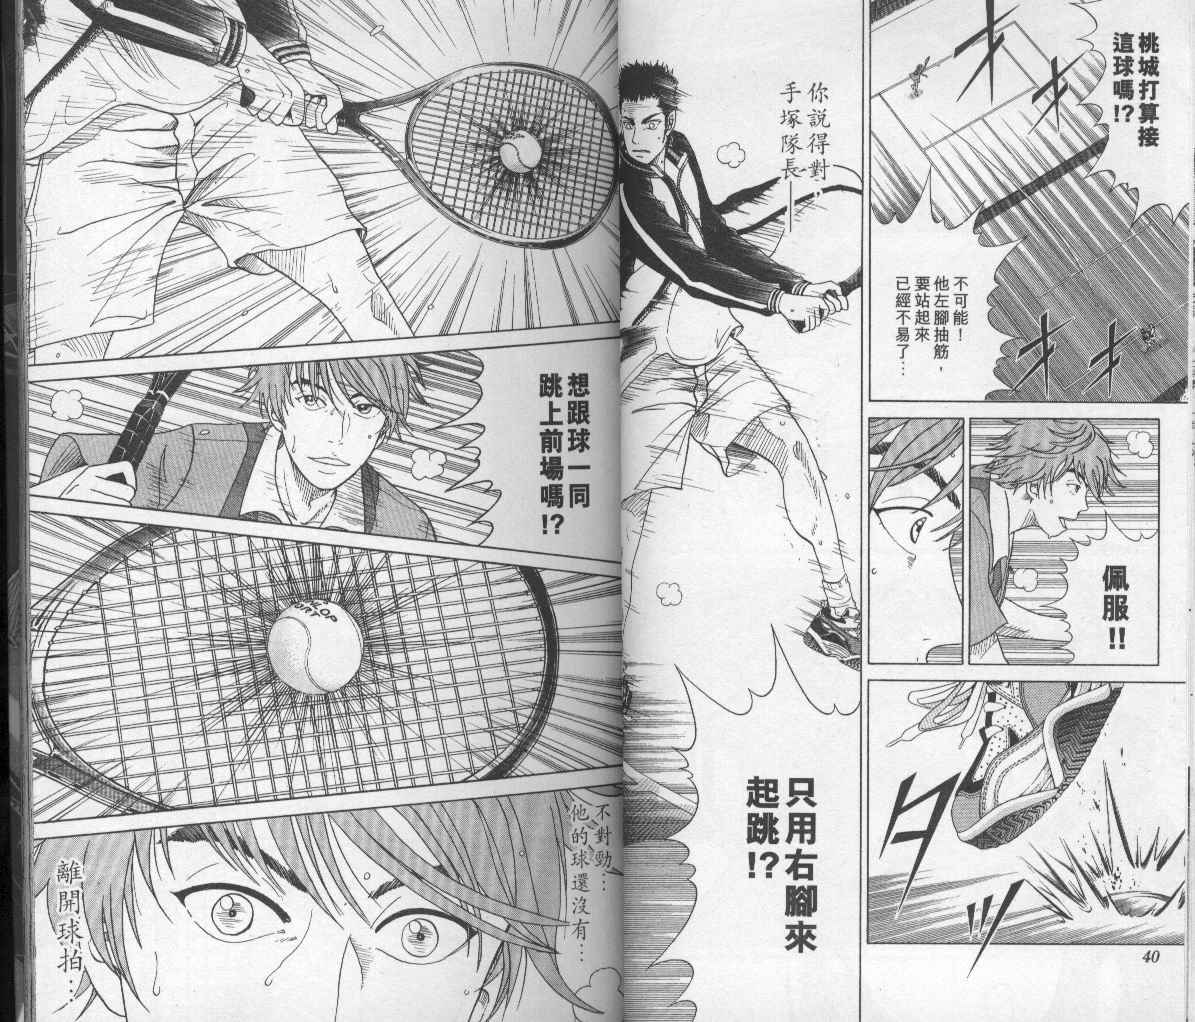 桃城打算接
這球嗎!?
不可能！
他左腳抽筋，
要站起來
已經不易了…
佩服!!
ダッ!!
40
你說得對，
手塚隊長——
只用右腳來
起跳!?
想跟球一同
跳上前場嗎!?
不對勁…
他的球還沒有…
離開球拍…